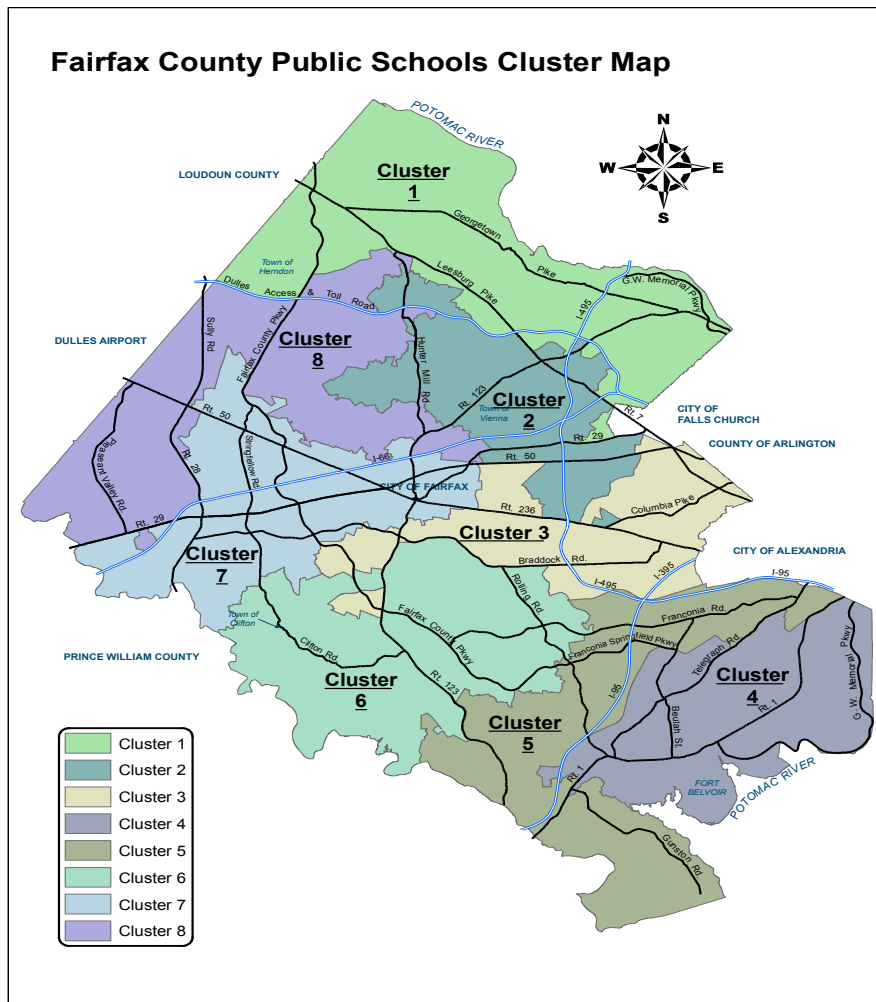 Fairfax County Public Schools Cluster Map
POTOMAC RIVER
N
W
E
S
LOUDOUN COUNTY
Cluster
1
Georgetown
Pike
Town of
Herndon
Leesburg
Pike
G.W. Memorial Pkwy
I-495
Dulles
Access
&
Toll
Road
Sully Rd
Fairfax County Pkwy
DULLES AIRPORT
Cluster
8
Hunter Mill Rd
Rt. 123
Cluster
2
Town of
Vienna
Rt. 7
CITY OF
FALLS CHURCH
COUNTY OF ARLINGTON
Rt. 50
Rt. 29
Rt. 50
Pleaseant Valley Rd
Rt. 28
Stringfellow Rd
I-66
CITY OF FAIRFAX
Rt. 236
Columbia Pike
Rt. 29
Cluster 3
Cluster
7
Braddock Rd.
CITY OF ALEXANDRIA
I-395
I-95
I-495
Rolling Rd
Town of
Clifton
Clifton Rd.
Fairfax County Pkwy
Franconia Rd.
Franconia Springfield Pkwy
Telegraph Rd
PRINCE WILLIAM COUNTY
Cluster
6
Rt. 123
Cluster
4
G. W. Memorial Pkwy
I-95
Beulah St.
Rt. 1
Cluster
5
Rt. 1
FORT
BELVOIR
POTOMAC RIVER
Gunston Rd
Cluster 1
Cluster 2
Cluster 3
Cluster 4
Cluster 5
Cluster 6
Cluster 7
Cluster 8